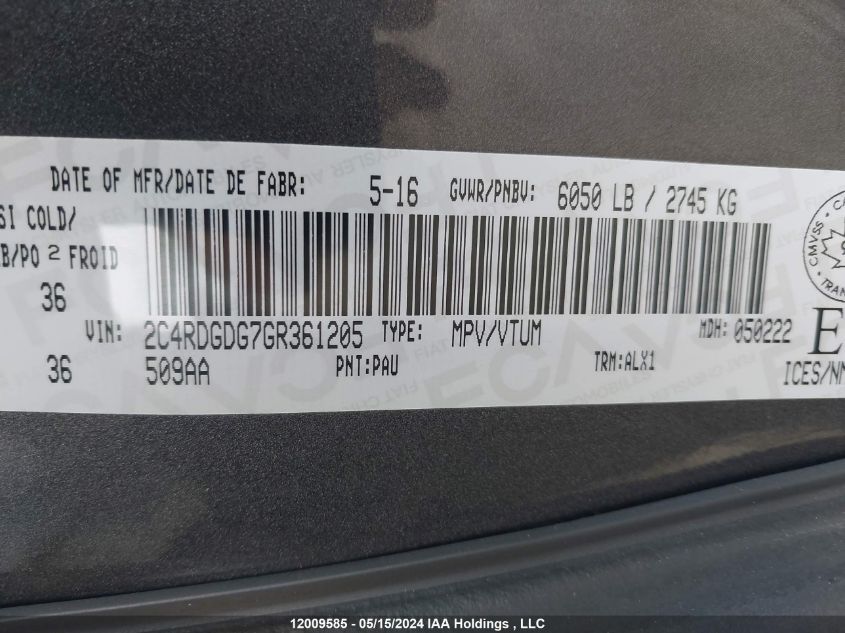 DATE OF MFR/DATE DE FABR: 5-16 GVWR/PNBV: 6050 LB / 2745 KG
SI COLD/
B/PO 2 FROID
36
VIN: 2C4RDGDG7GR361205 TYPE: MPV/VTUM MDH: 050222
36 509AA PNT:PAU TRM:ALX1
CMVSS
E
ICES/NM
12009585 - 05/15/2024 IAA Holdings , LLC